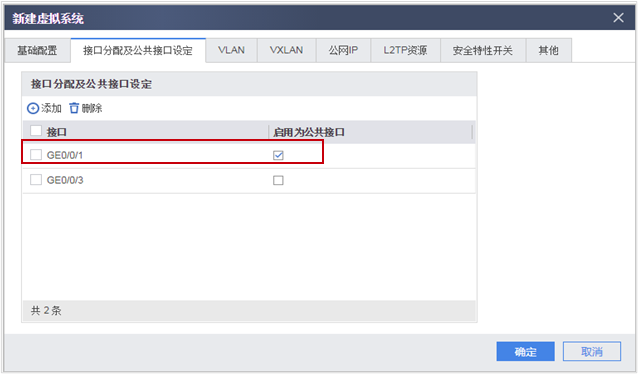 新建虚拟系统
基础配置 接口分配及公共接口设定 VLAN VXLAN 公网IP L2TP资源 安全特性开关 其他
接口分配及公共接口设定
添加 删除
接口 启用为公共接口
GE0/0/1
GE0/0/3
共 2 条
确定 取消